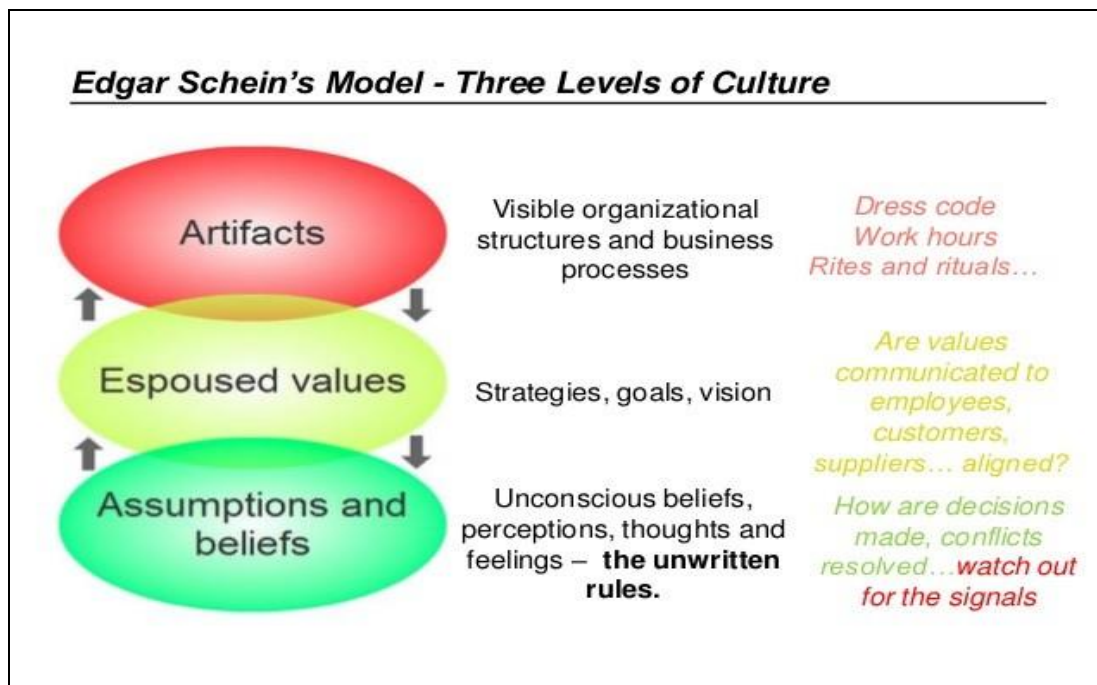 Edgar Schein's Model - Three Levels of Culture
Artifacts
Visible organizational
structures and business
processes
Dress code
Work hours
Rites and rituals…
Espoused values
Strategies, goals, vision
Are values
communicated to
employees,
customers,
suppliers… aligned?
Assumptions and
beliefs
Unconscious beliefs,
perceptions, thoughts and
feelings – the unwritten
rules.
How are decisions
made, conflicts
resolved…watch out
for the signals